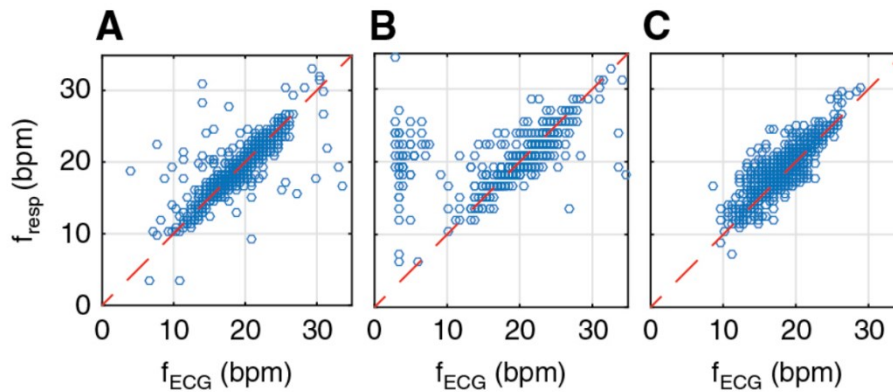 A
B
C
f_resp (bpm)
30
20
10
0
0 10 20 30
0 10 20 30
0 10 20 30
f_ECG (bpm)
f_ECG (bpm)
f_ECG (bpm)